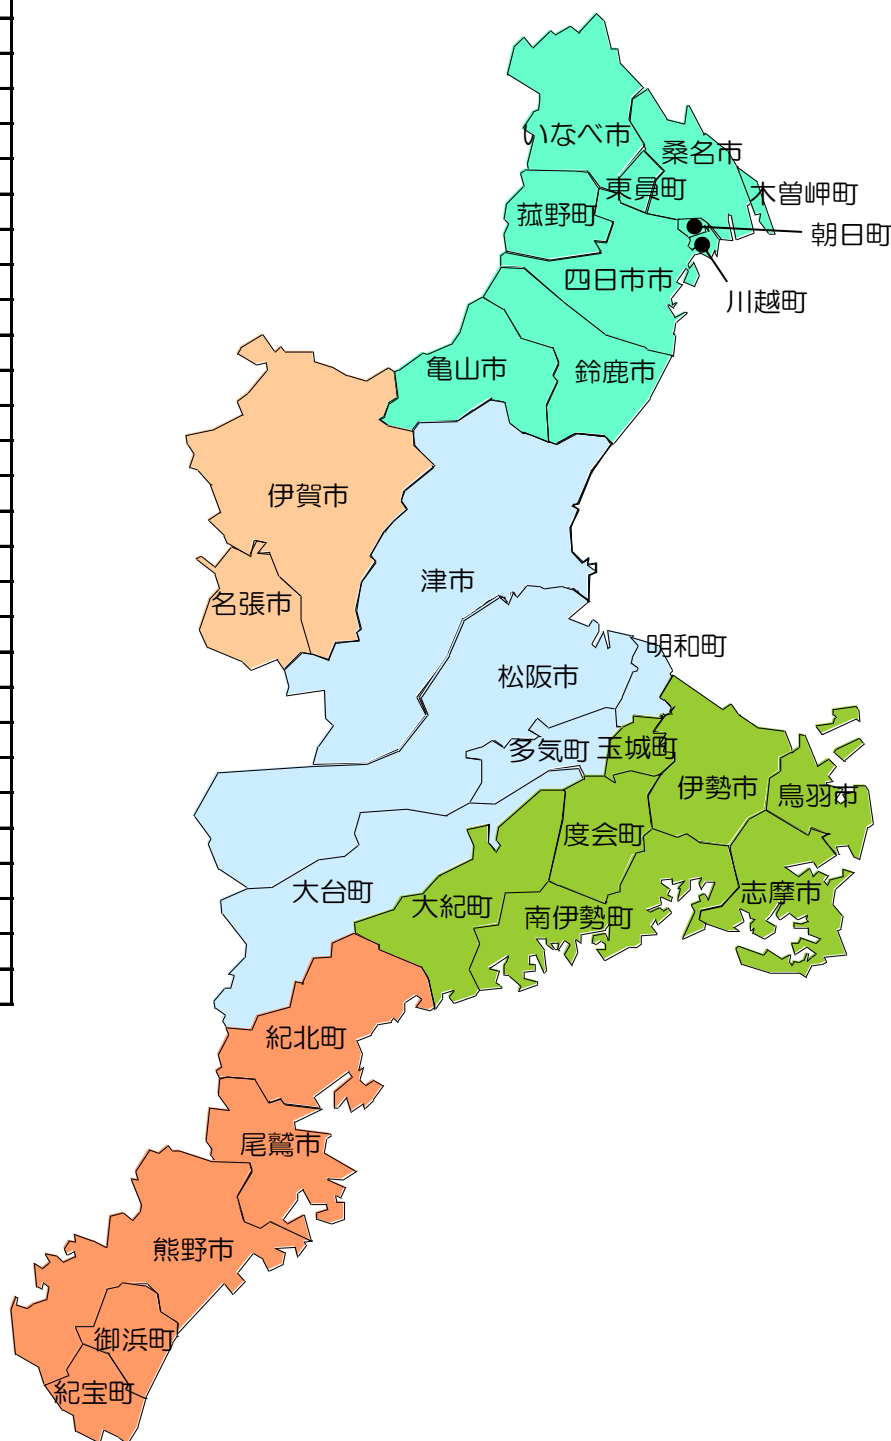 いなべ市
桑名市
東員町
木曽岬町
菰野町
朝日町
四日市市
川越町
亀山市
鈴鹿市
伊賀市
津市
名張市
明和町
松阪市
多気町
玉城町
伊勢市
鳥羽市
度会町
大台町
大紀町
志摩市
南伊勢町
紀北町
尾鷲市
熊野市
御浜町
紀宝町